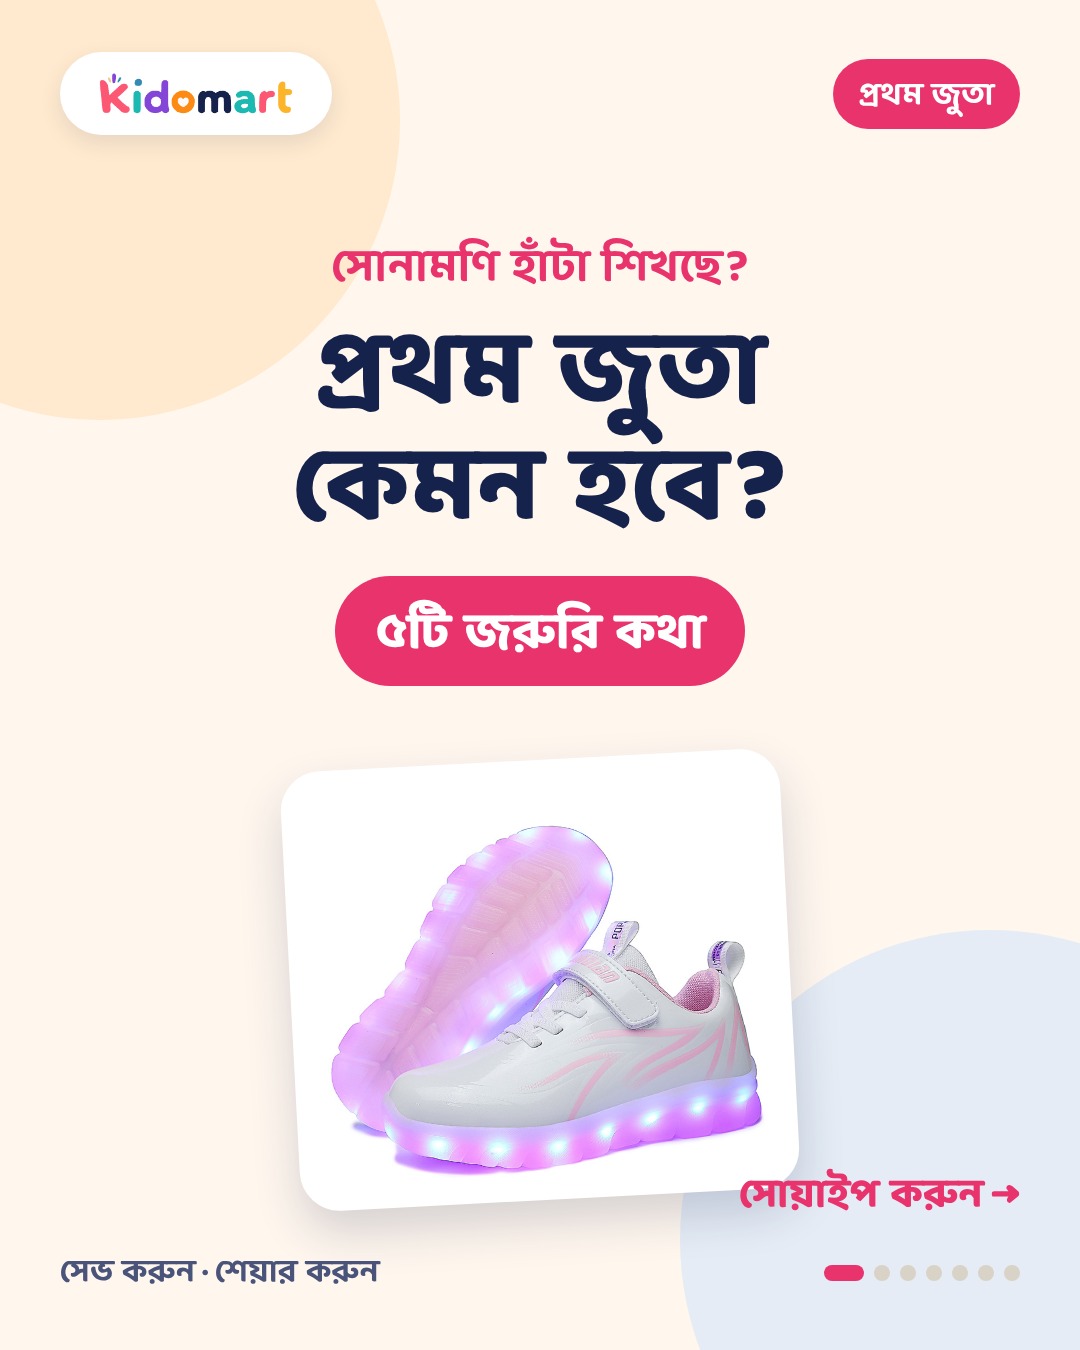 Kidomart
প্রথম জুতা
সোনামণি হাঁটা শিখছে?
প্রথম জুতা
কেমন হবে?
৫টি জরুরি কথা
সোয়াইপ করুন →
সেভ করুন · শেয়ার করুন